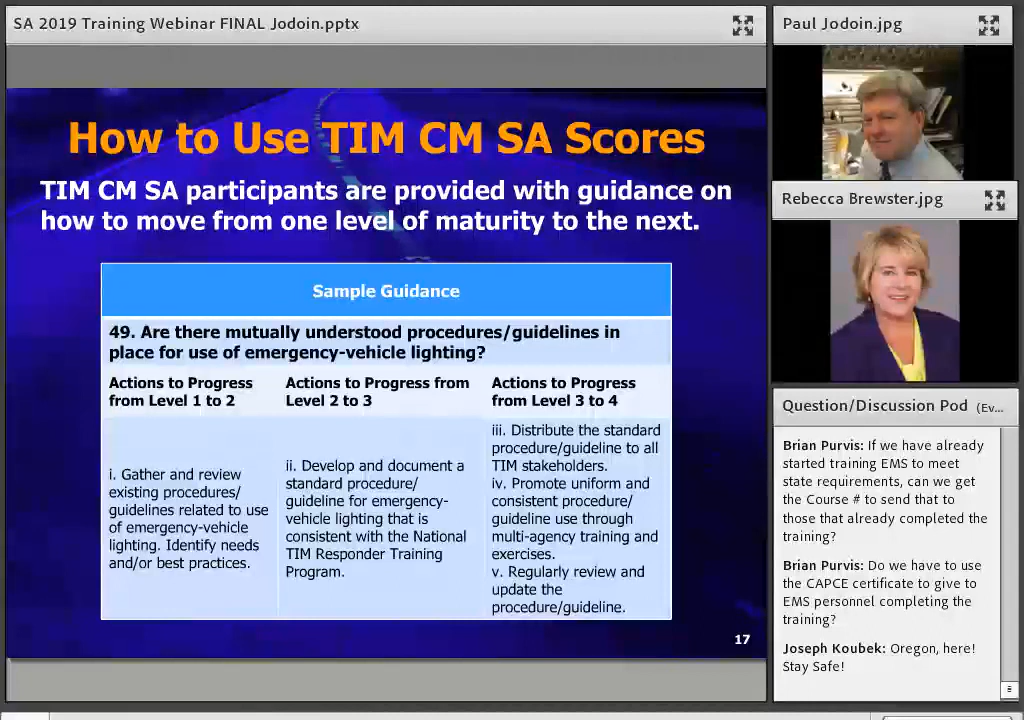 SA 2019 Training Webinar FINAL Jodoin.pptx
How to Use TIM CM SA Scores
TIM CM SA participants are provided with guidance on
how to move from one level of maturity to the next.
Sample Guidance
49. Are there mutually understood procedures/guidelines in
place for use of emergency-vehicle lighting?
Actions to Progress
from Level 1 to 2
Actions to Progress from
Level 2 to 3
Actions to Progress
from Level 3 to 4
i. Gather and review
existing procedures/
guidelines related to use
of emergency-vehicle
lighting. Identify needs
and/or best practices.
ii. Develop and document a
standard procedure/
guideline for emergency-
vehicle lighting that is
consistent with the National
TIM Responder Training
Program.
iii. Distribute the standard
procedure/guideline to all
TIM stakeholders.
iv. Promote uniform and
consistent procedure/
guideline use through
multi-agency training and
exercises.
v. Regularly review and
update the
procedure/guideline.
17
Paul Jodoin.jpg
Rebecca Brewster.jpg
Question/Discussion Pod (Ev...
Brian Purvis: If we have already
started training EMS to meet
state requirements, can we get
the Course # to send that to
those that already completed the
training?
Brian Purvis: Do we have to use
the CAPCE certificate to give to
EMS personnel completing the
training?
Joseph Koubek: Oregon, here!
Stay Safe!